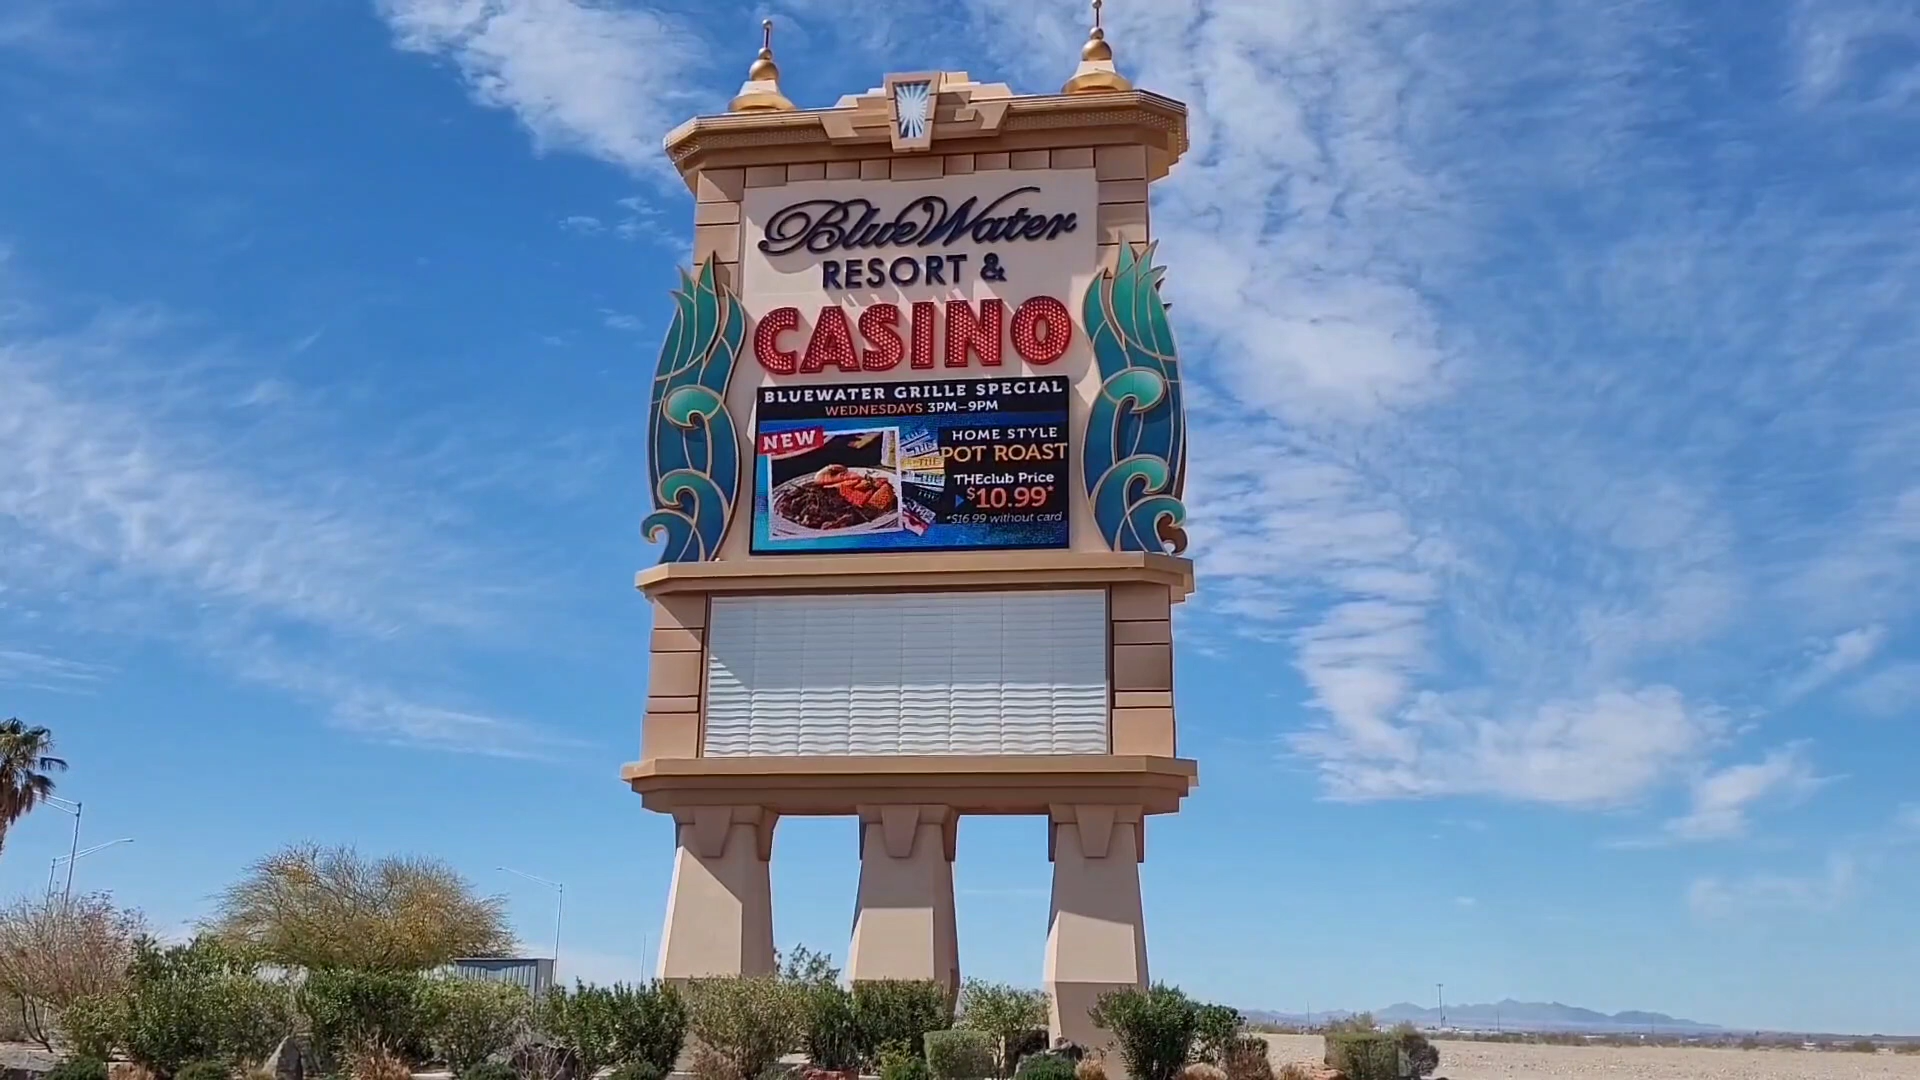 BlueWater
RESORT &
CASINO
BLUEWATER GRILLE SPECIAL
WEDNESDAYS 3PM–9PM
NEW
HOME STYLE
POT ROAST
THEclub Price
$10.99*
*$16.99 without card